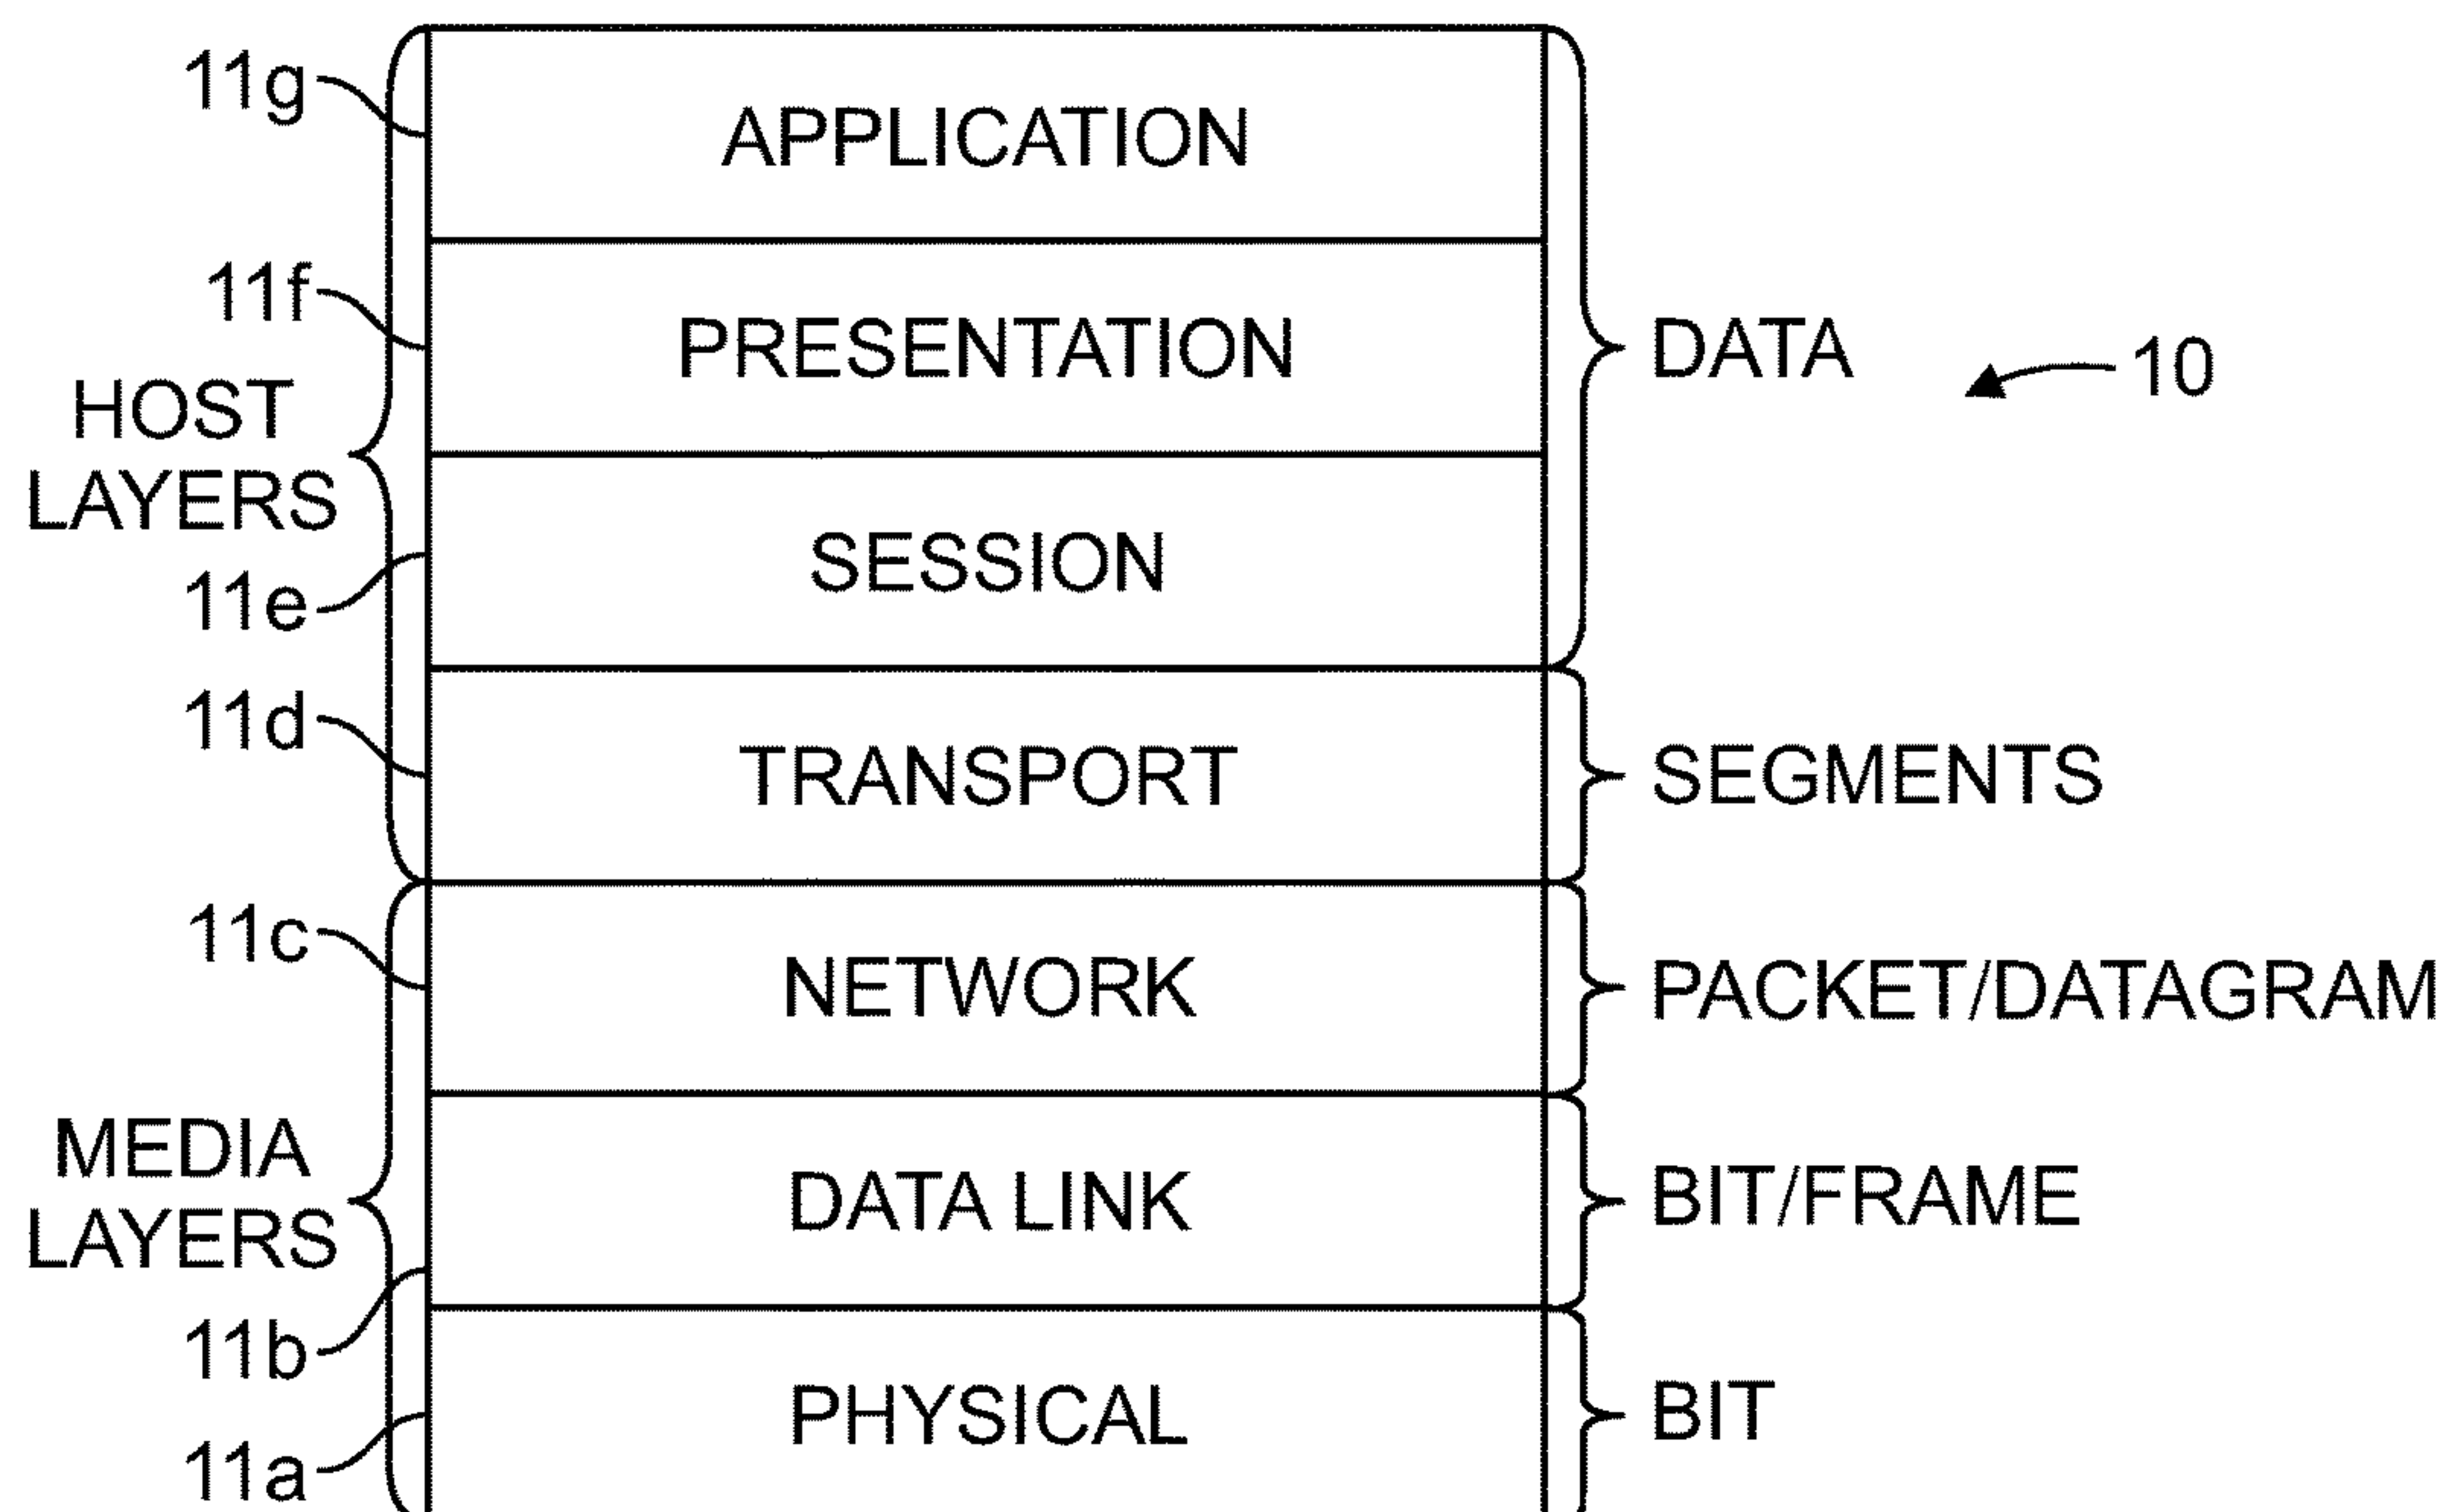 11g
APPLICATION
11f
PRESENTATION
DATA
10
HOST
LAYERS
SESSION
11e
11d
TRANSPORT
SEGMENTS
11c
NETWORK
PACKET/DATAGRAM
MEDIA
LAYERS
DATA LINK
BIT/FRAME
11b
PHYSICAL
BIT
11a